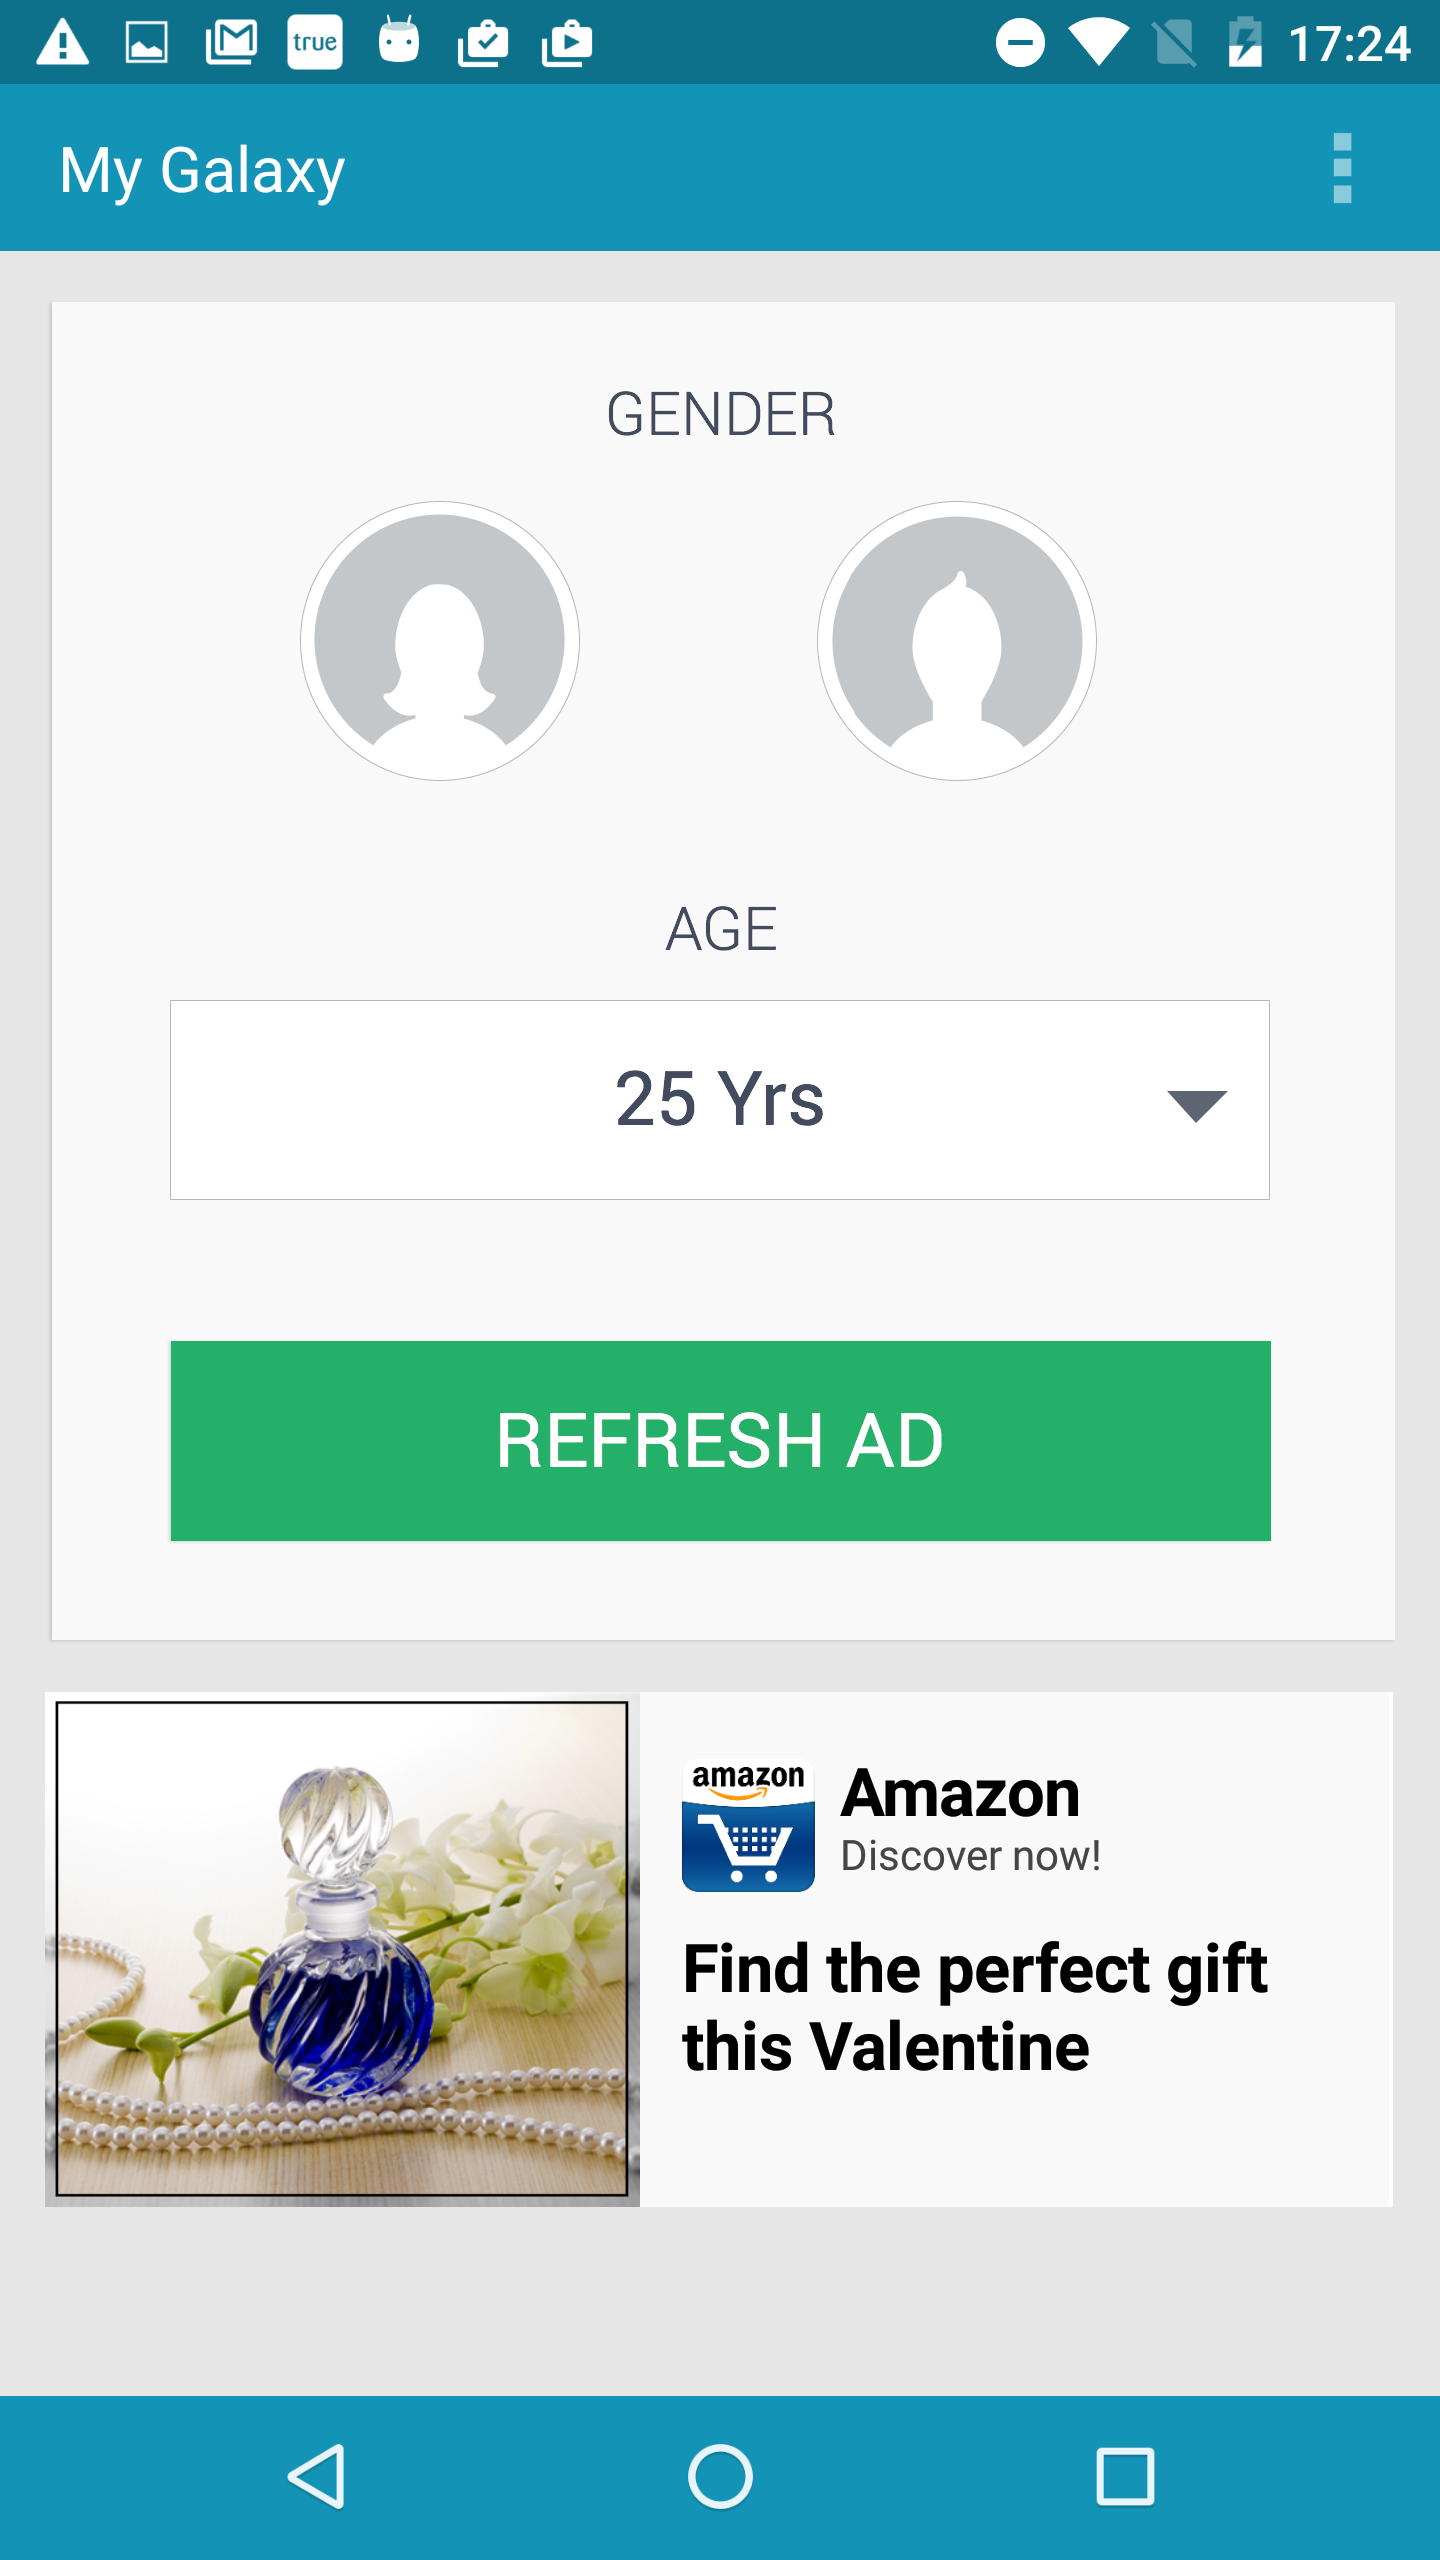 true
17:24
My Galaxy
GENDER
AGE
25 Yrs
REFRESH AD
amazon
Amazon
Discover now!
Find the perfect gift
this Valentine